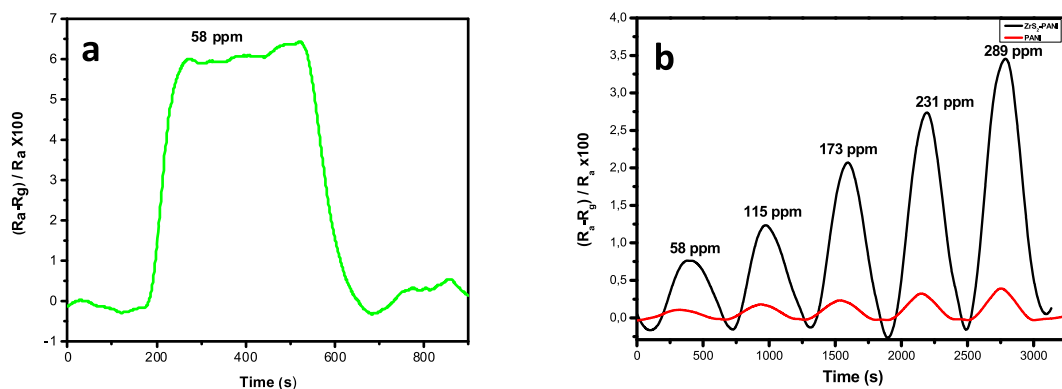 a
58 ppm
7
6
5
4
3
2
1
0
-1
(Ra-Rg) / Ra X100
0 200 400 600 800
Time (s)
b
ZrS2-PANI
PANI
58 ppm
115 ppm
173 ppm
231 ppm
289 ppm
4,0
3,5
3,0
2,5
2,0
1,5
1,0
0,5
0,0
(Ra-Rg) / Ra x100
0 500 1000 1500 2000 2500 3000
Time (s)